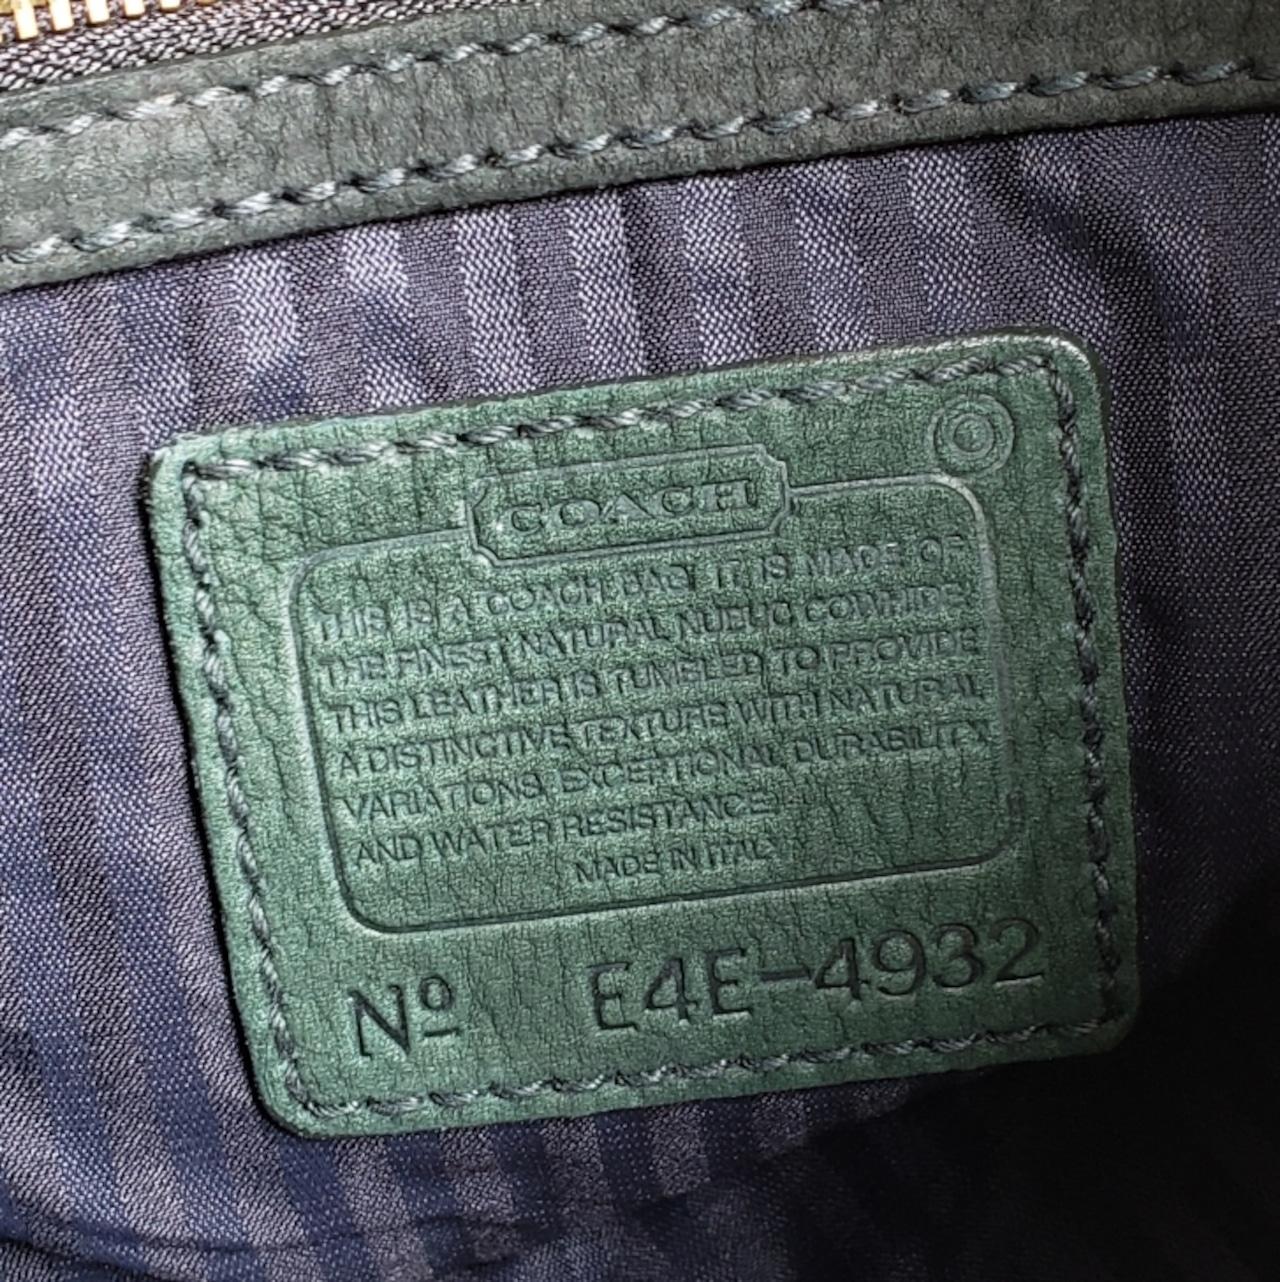 COACH
THIS IS A COACH BAG. IT IS MADE OF
THE FINEST NATURAL NUBUC COWHIDE.
THIS LEATHER IS TUMBLED TO PROVIDE
A DISTINCTIVE TEXTURE WITH NATURAL
VARIATIONS, EXCEPTIONAL DURABILITY,
AND WATER RESISTANCE.
MADE IN ITALY
Nº E4E-4932